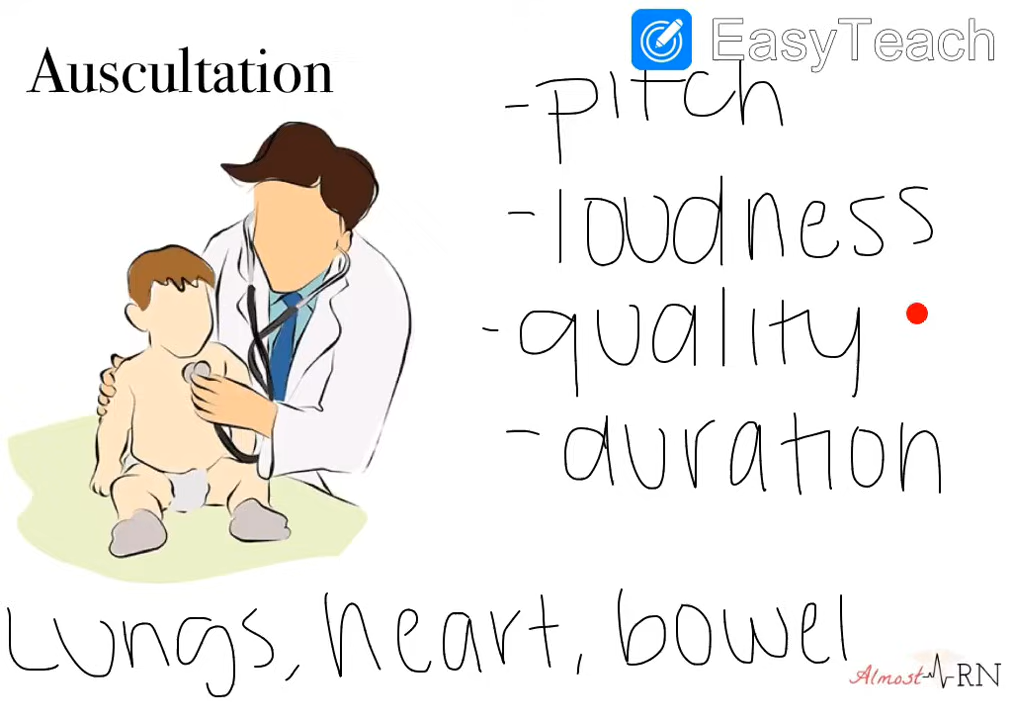 EasyTeach
Auscultation
-pitch
-loudness
-quality
-duration
Lungs, heart, bowel
Almost RN